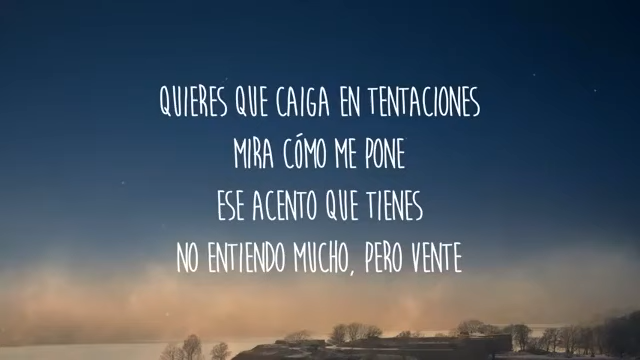 QUIERES QUE CAIGA EN TENTACIONES
MIRA CÓMO ME PONE
ESE ACENTO QUE TIENES
NO ENTIENDO MUCHO, PERO VENTE